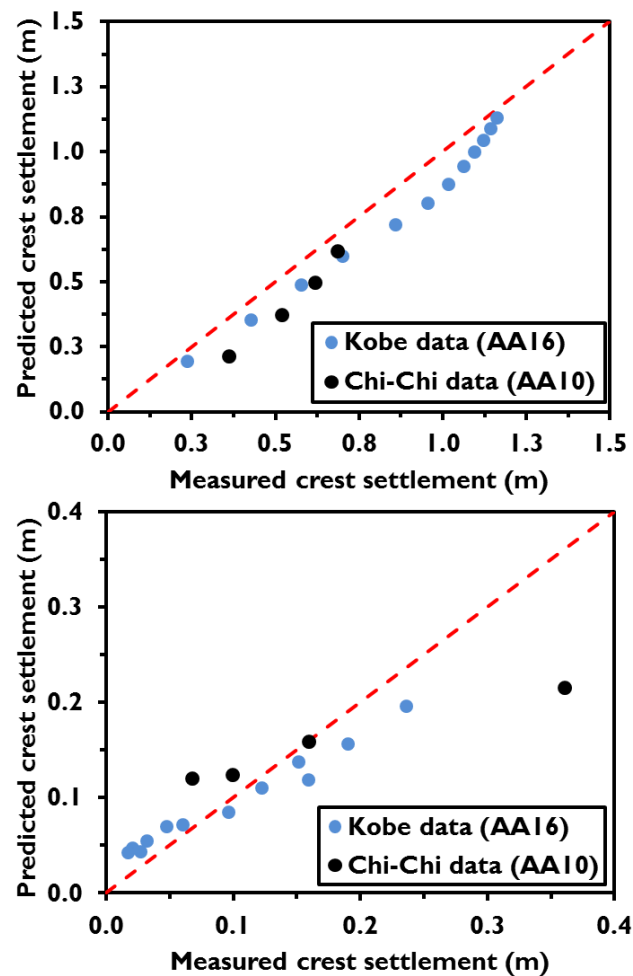 1.5
1.3
1.0
0.8
0.5
0.3
0.0
Predicted crest settlement (m)
Kobe data (AA16)
Chi-Chi data (AA10)
0.0 0.3 0.5 0.8 1.0 1.3 1.5
Measured crest settlement (m)
0.4
0.3
0.2
0.1
0.0
Predicted crest settlement (m)
Kobe data (AA16)
Chi-Chi data (AA10)
0.0 0.1 0.2 0.3 0.4
Measured crest settlement (m)